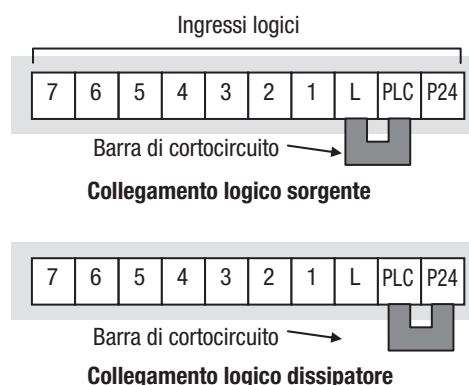 Ingressi logici
7 6 5 4 3 2 1 L PLC P24
Barra di cortocircuito
Collegamento logico sorgente
7 6 5 4 3 2 1 L PLC P24
Barra di cortocircuito
Collegamento logico dissipatore